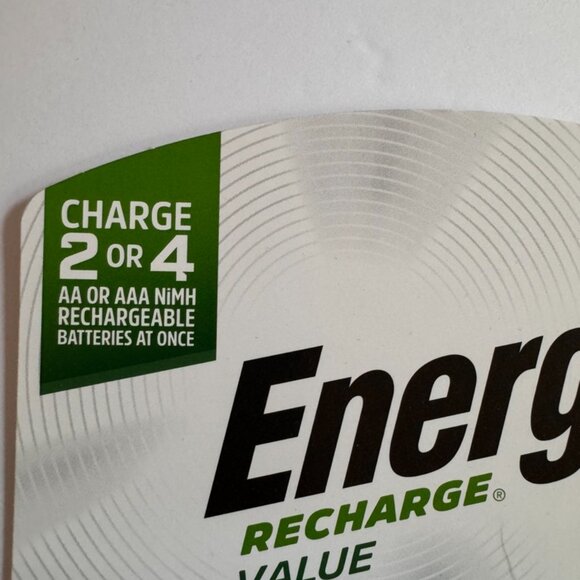 CHARGE
2 OR 4
AA OR AAA NiMH
RECHARGEABLE
BATTERIES AT ONCE
Energ
RECHARGE®
VALUE